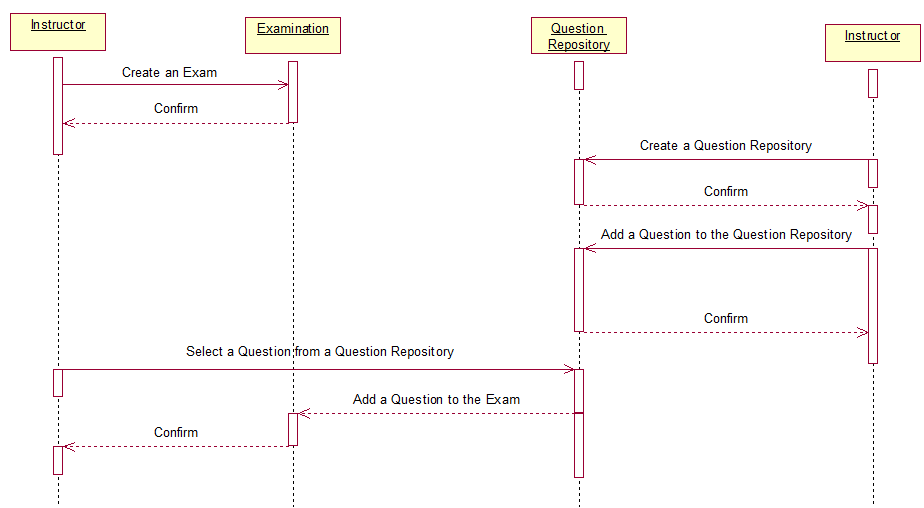 Instructor
Examination
Question
Repository
Instructor
Create an Exam
Confirm
Create a Question Repository
Confirm
Add a Question to the Question Repository
Confirm
Select a Question from a Question Repository
Add a Question to the Exam
Confirm